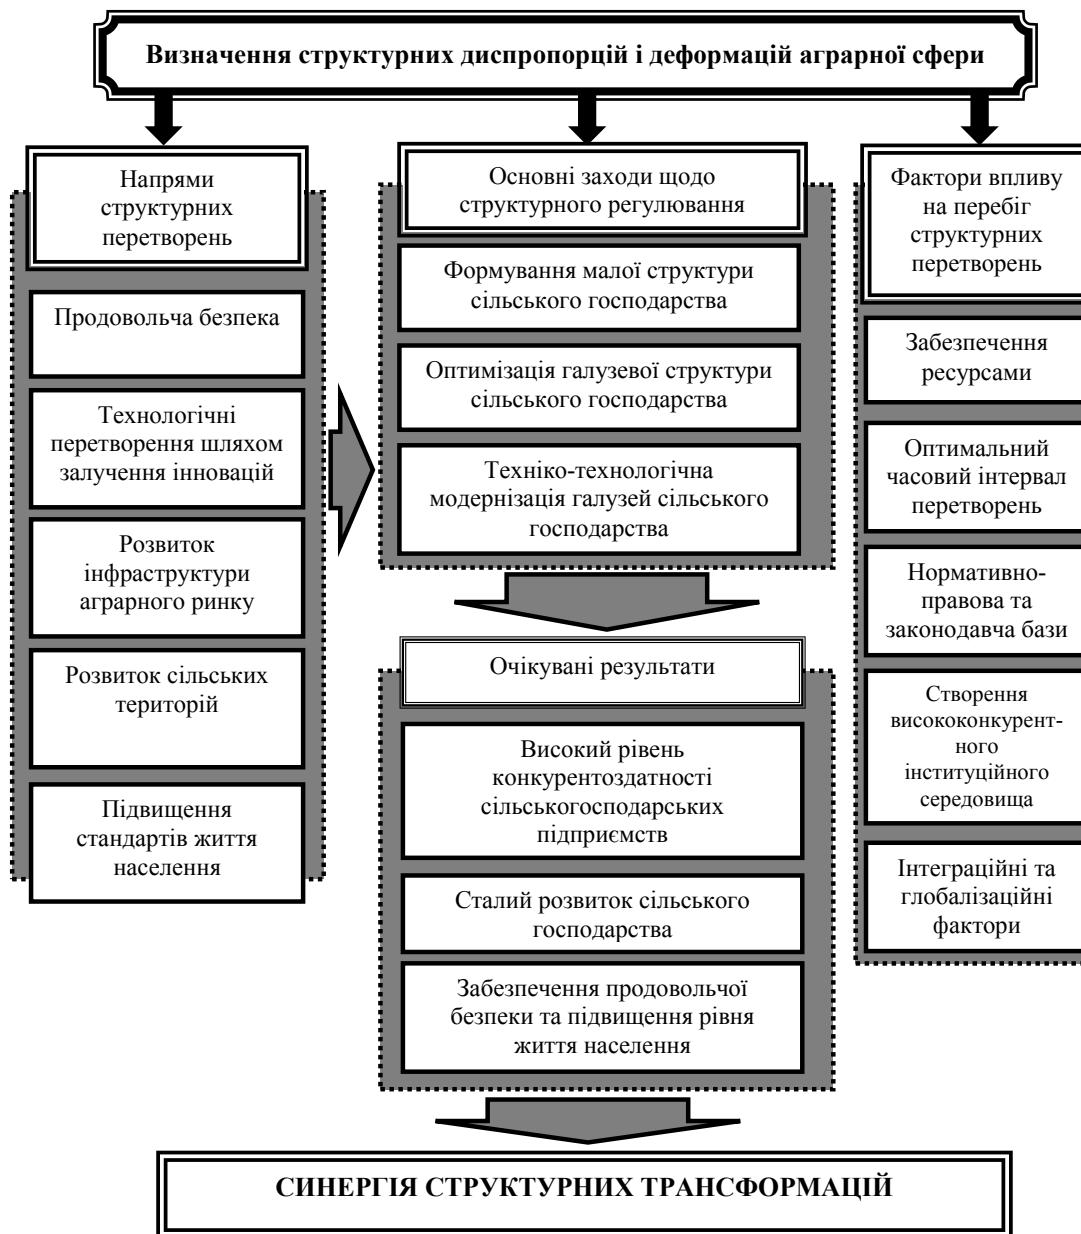 Визначення структурних диспропорцій і деформацій аграрної сфери
Напрями
структурних
перетворень
Продовольча безпека
Технологічні
перетворення шляхом
залучення інновацій
Розвиток
інфраструктури
аграрного ринку
Розвиток сільських
територій
Підвищення
стандартів життя
населення
Основні заходи щодо
структурного регулювання
Формування малої структури
сільського господарства
Оптимізація галузевої структури
сільського господарства
Техніко-технологічна
модернізація галузей сільського
господарства
Очікувані результати
Високий рівень
конкурентоздатності
сільськогосподарських
підприємств
Сталий розвиток сільського
господарства
Забезпечення продовольчої
безпеки та підвищення рівня
життя населення
Фактори впливу
на перебіг
структурних
перетворень
Забезпечення
ресурсами
Оптимальний
часовий інтервал
перетворень
Нормативно-
правова та
законодавча бази
Створення
висококонкурент-
ного
інституційного
середовища
Інтеграційні та
глобалізаційні
фактори
СИНЕРГІЯ СТРУКТУРНИХ ТРАНСФОРМАЦІЙ